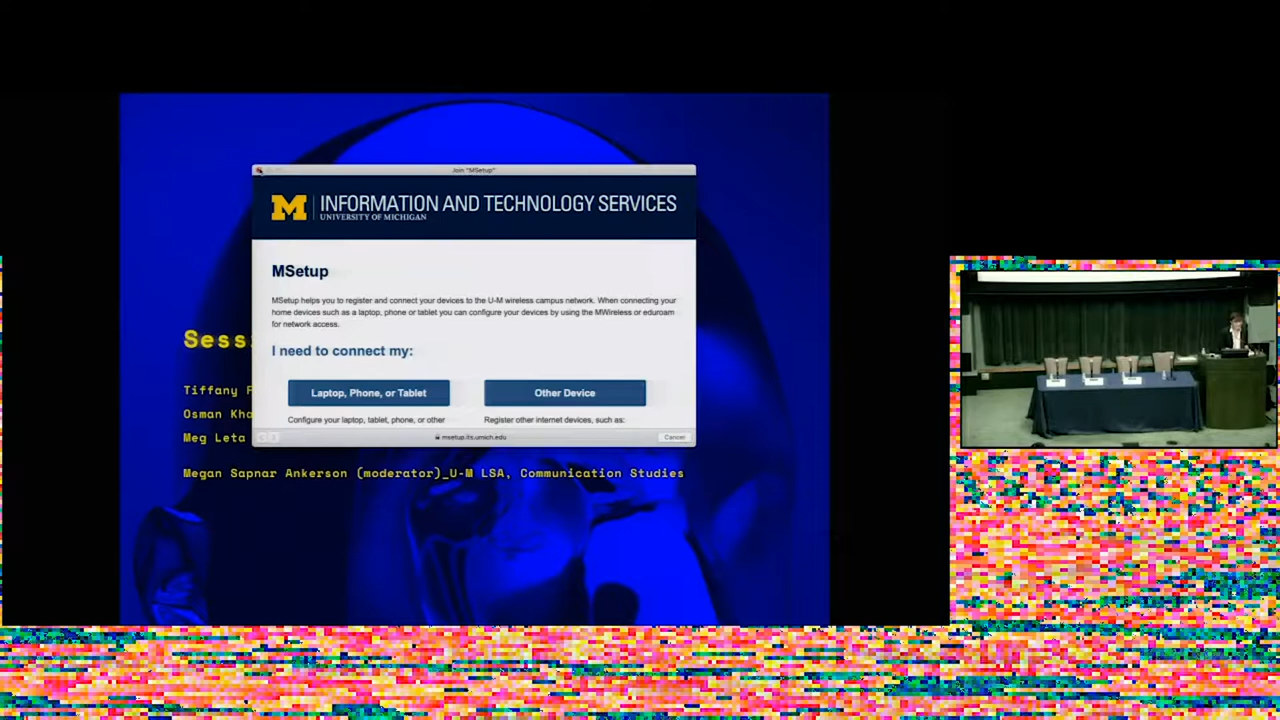 Join "MSetup"
M INFORMATION AND TECHNOLOGY SERVICES
UNIVERSITY OF MICHIGAN
MSetup
MSetup helps you to register and connect your devices to the U-M wireless campus network. When connecting your
home devices such as a laptop, phone or tablet you can configure your devices by using the MWireless or eduroam
for network access.
I need to connect my:
Laptop, Phone, or Tablet
Other Device
Configure your laptop, tablet, phone, or other
Register other internet devices, such as:
msetup.its.umich.edu
Cancel
Sess
Tiffany
Osman Kha
Meg Leta
Megan Sapnar Ankerson (moderator)_U-M LSA, Communication Studies